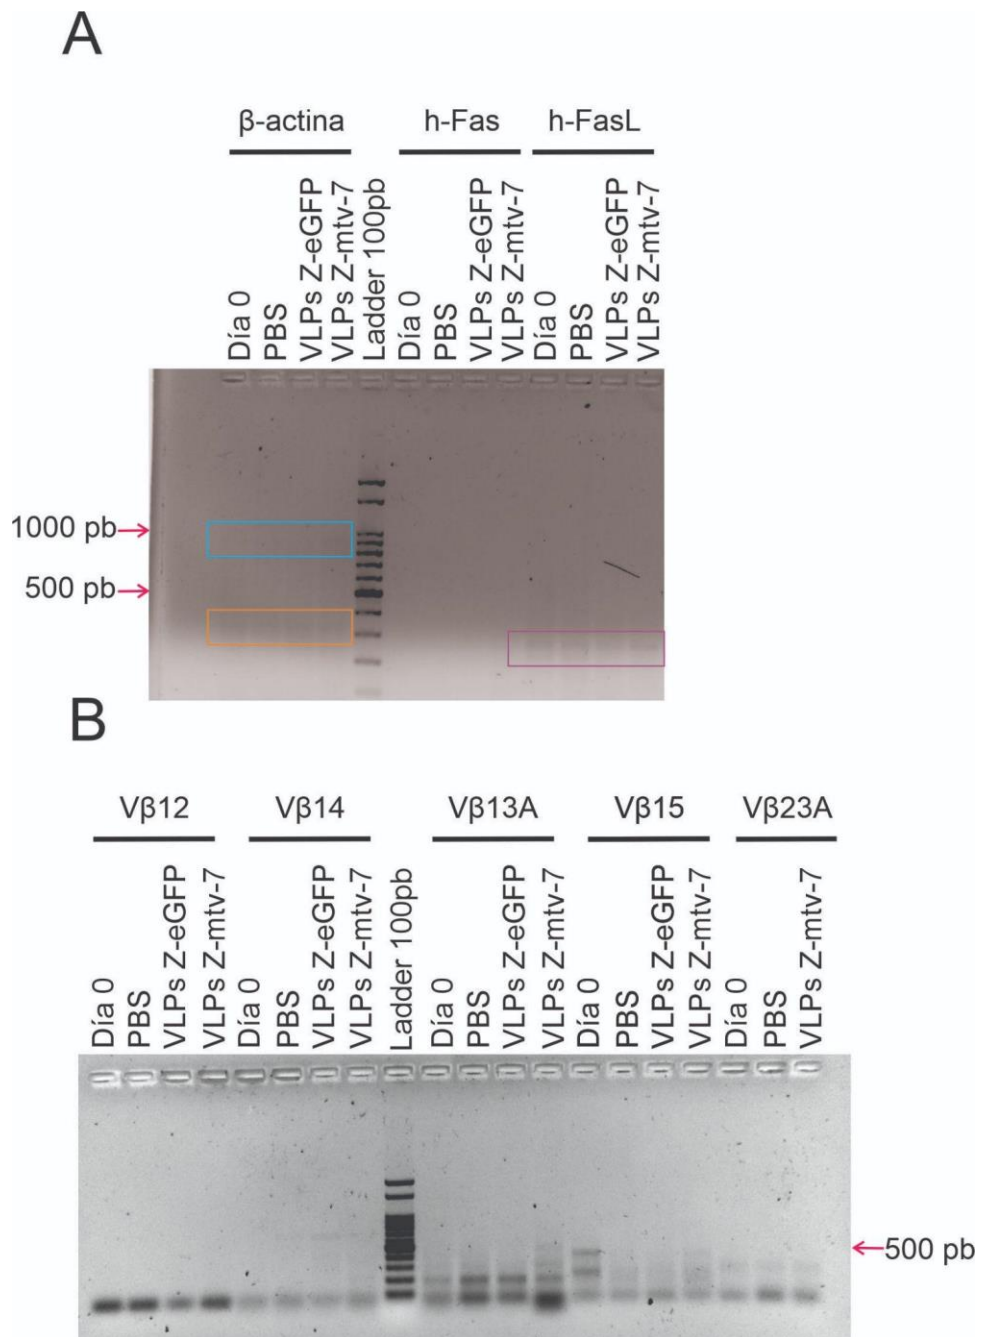 A
β-actina h-Fas h-FasL
Día 0 PBS VLPs Z-eGFP VLPs Z-mtv-7 Ladder 100pb Día 0 PBS VLPs Z-eGFP VLPs Z-mtv-7 Día 0 PBS VLPs Z-eGFP VLPs Z-mtv-7
1000 pb
500 pb
B
Vβ12 Vβ14 Vβ13A Vβ15 Vβ23A
Día 0 PBS VLPs Z-eGFP VLPs Z-mtv-7 Día 0 PBS VLPs Z-eGFP VLPs Z-mtv-7 Ladder 100pb Día 0 PBS VLPs Z-eGFP VLPs Z-mtv-7 Día 0 PBS VLPs Z-eGFP VLPs Z-mtv-7 Día 0 PBS VLPs Z-mtv-7
500 pb